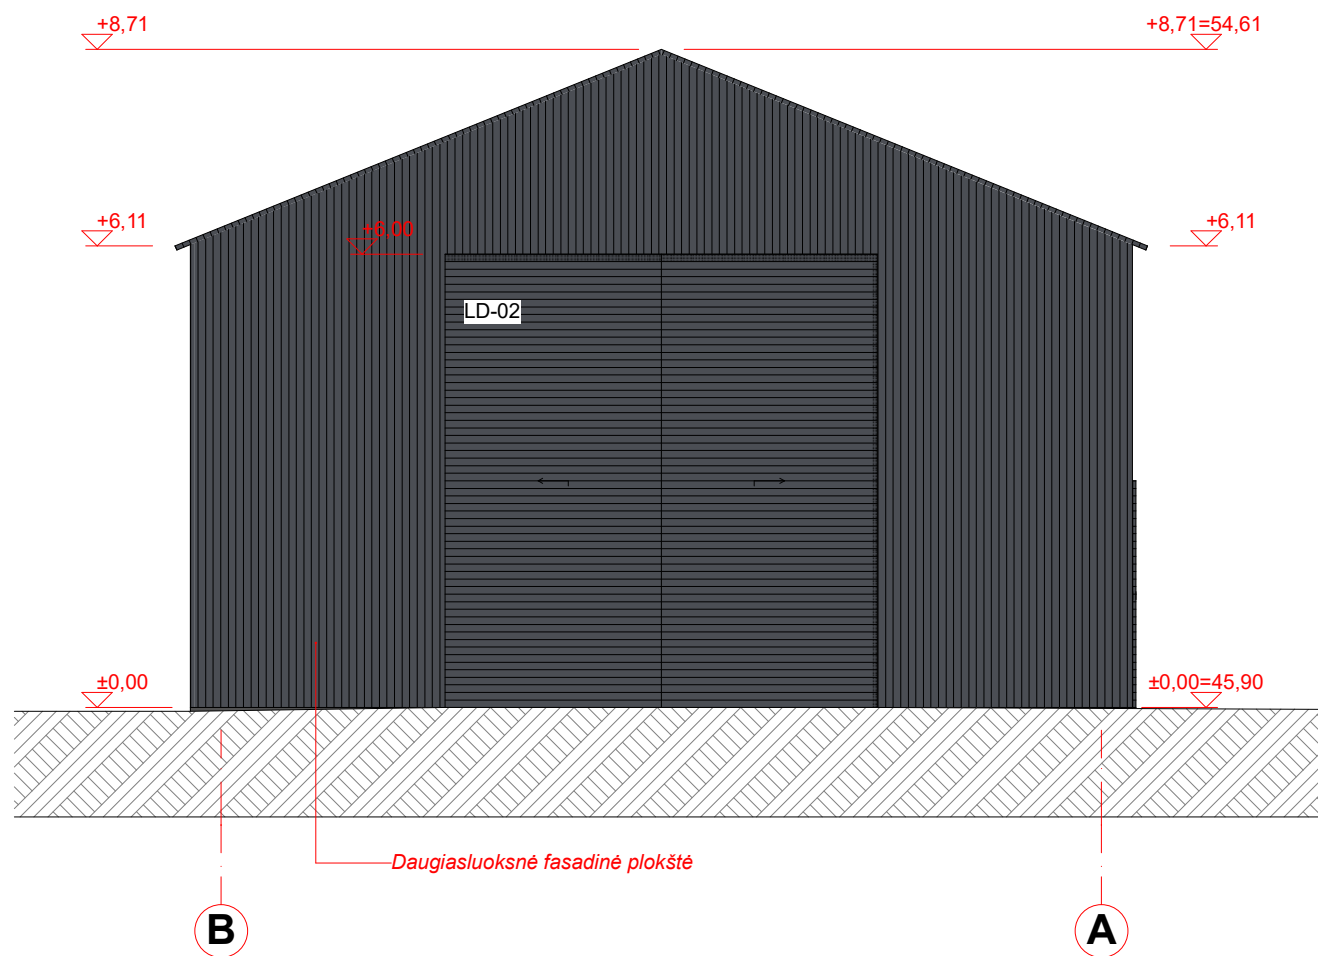 +8,71
+8,71=54,61
+6,11
+6,00
+6,11
LD-02
±0,00
±0,00=45,90
Daugiasluoksnė fasadinė plokštė
B
A